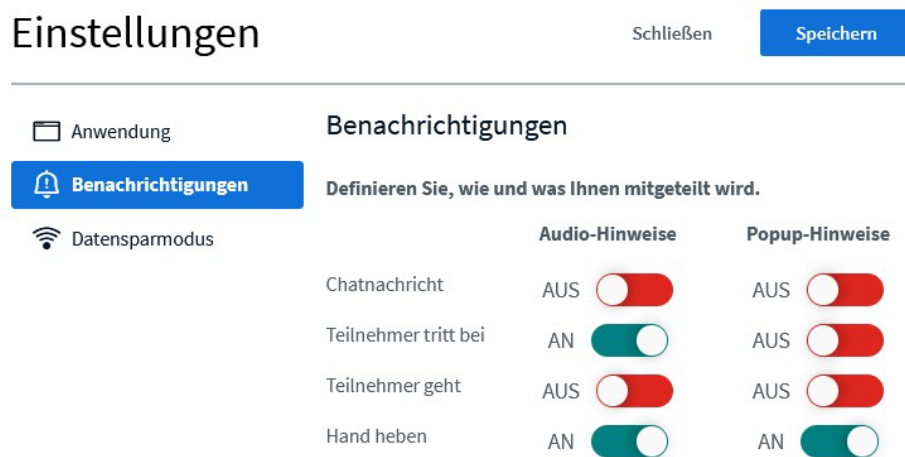 Einstellungen
Schließen
Speichern
Anwendung
Benachrichtigungen
Datensparmodus
Benachrichtigungen
Definieren Sie, wie und was Ihnen mitgeteilt wird.
Audio-Hinweise Popup-Hinweise
Chatnachricht AUS AUS
Teilnehmer tritt bei AN AUS
Teilnehmer geht AUS AUS
Hand heben AN AN